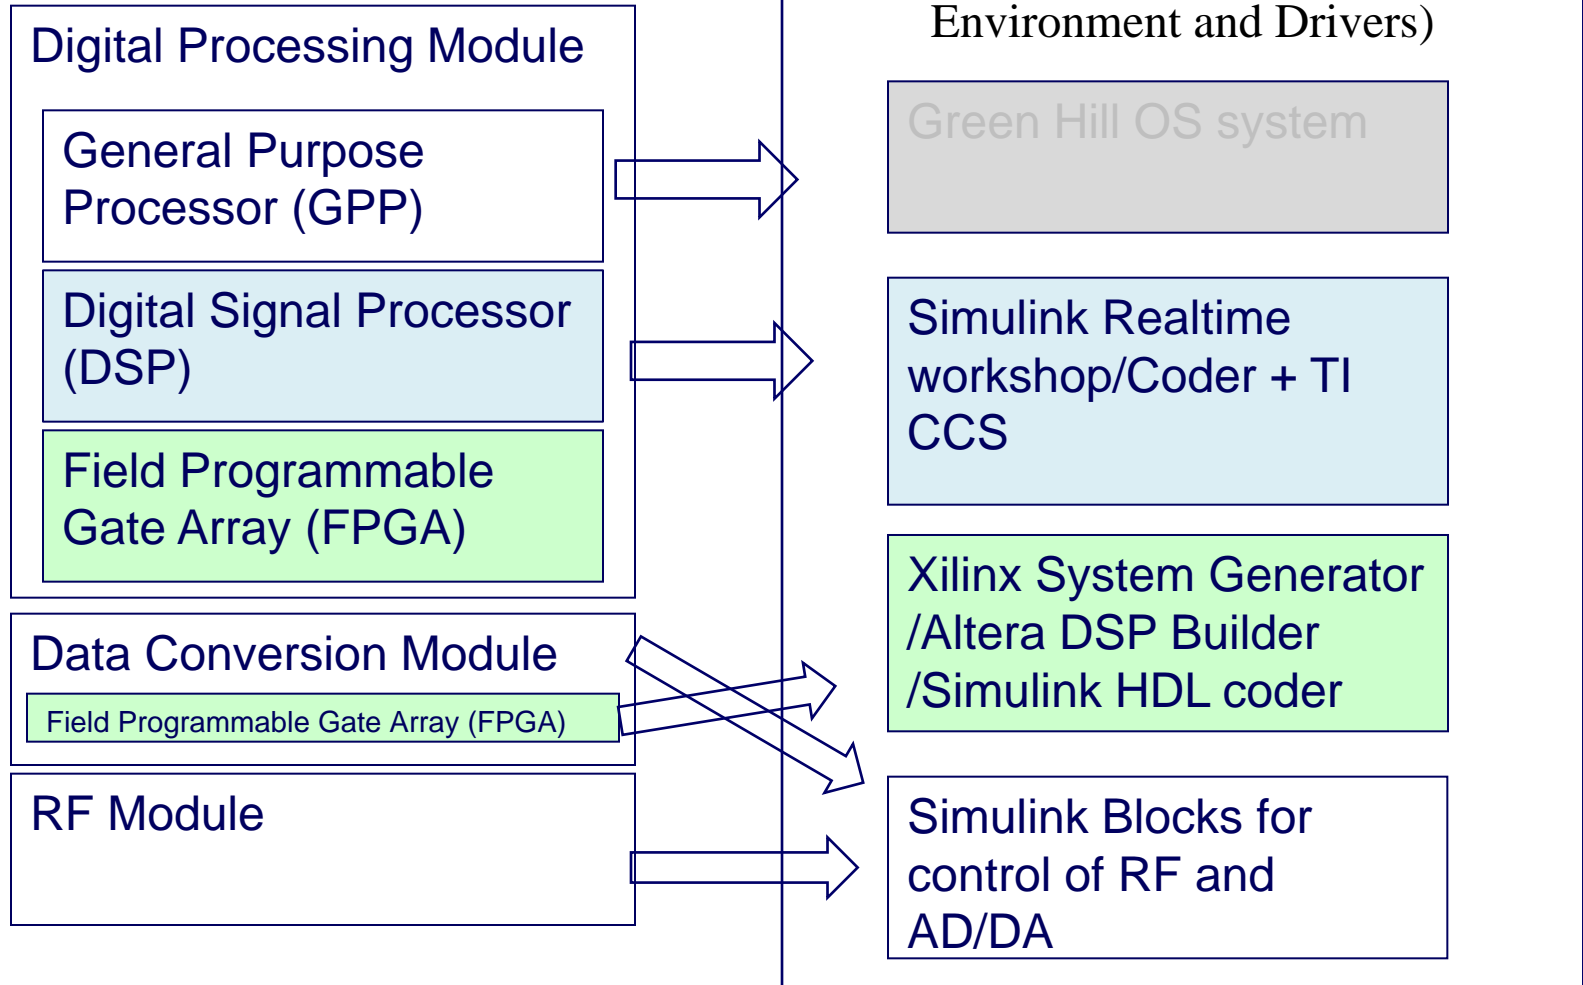 Digital Processing Module
General Purpose
Processor (GPP)
Digital Signal Processor
(DSP)
Field Programmable
Gate Array (FPGA)
Data Conversion Module
Field Programmable Gate Array (FPGA)
RF Module
Environment and Drivers)
Green Hill OS system
Simulink Realtime
workshop/Coder + TI
CCS
Xilinx System Generator
/Altera DSP Builder
/Simulink HDL coder
Simulink Blocks for
control of RF and
AD/DA